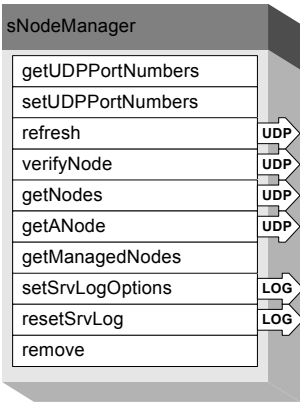 sNodeManager
getUDPPortNumbers
setUDPPortNumbers
refresh UDP
verifyNode UDP
getNodes UDP
getANode UDP
getManagedNodes
setSrvLogOptions LOG
resetSrvLog LOG
remove